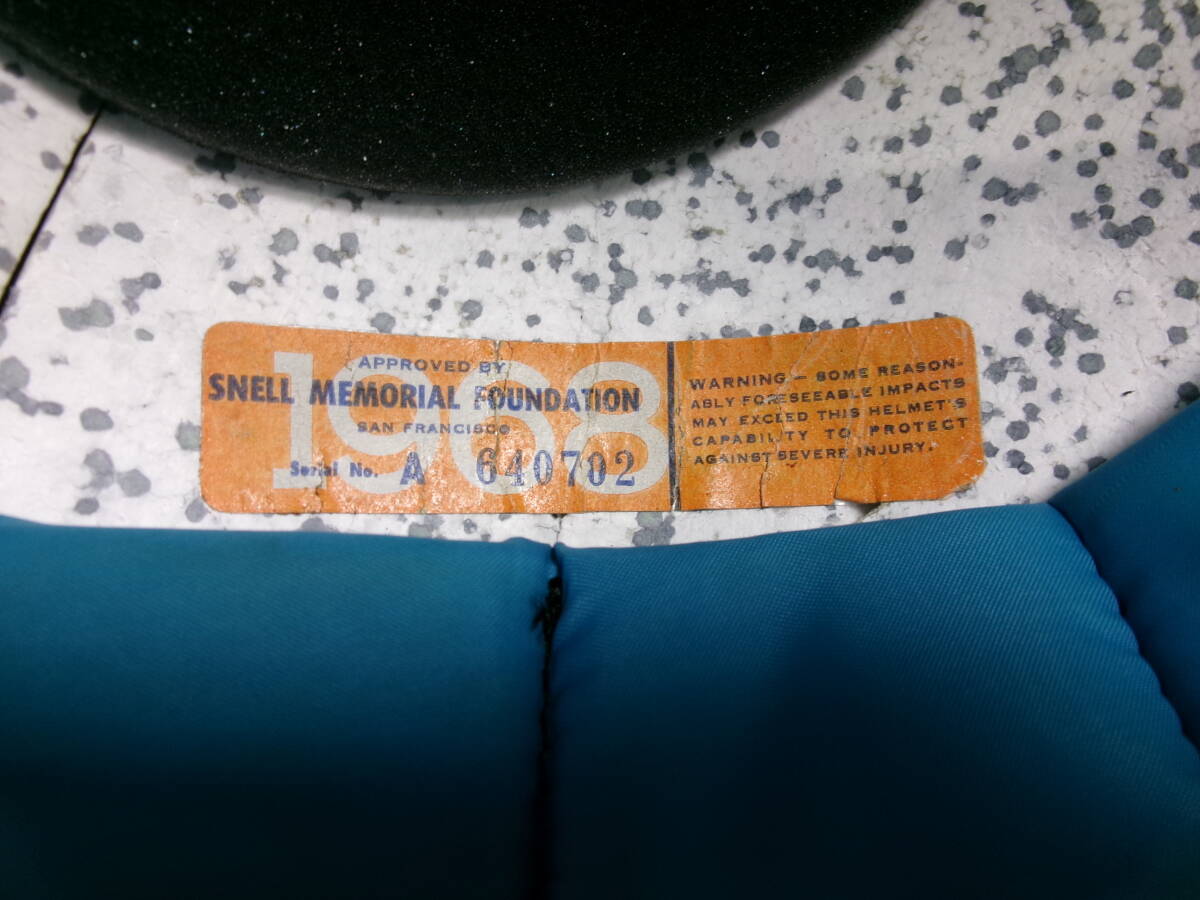 1968
APPROVED BY
SNELL MEMORIAL FOUNDATION
SAN FRANCISCO
Serial No. A 640702
WARNING — SOME REASON-
ABLY FORESEEABLE IMPACTS
MAY EXCEED THIS HELMET'S
CAPABILITY TO PROTECT
AGAINST SEVERE INJURY.